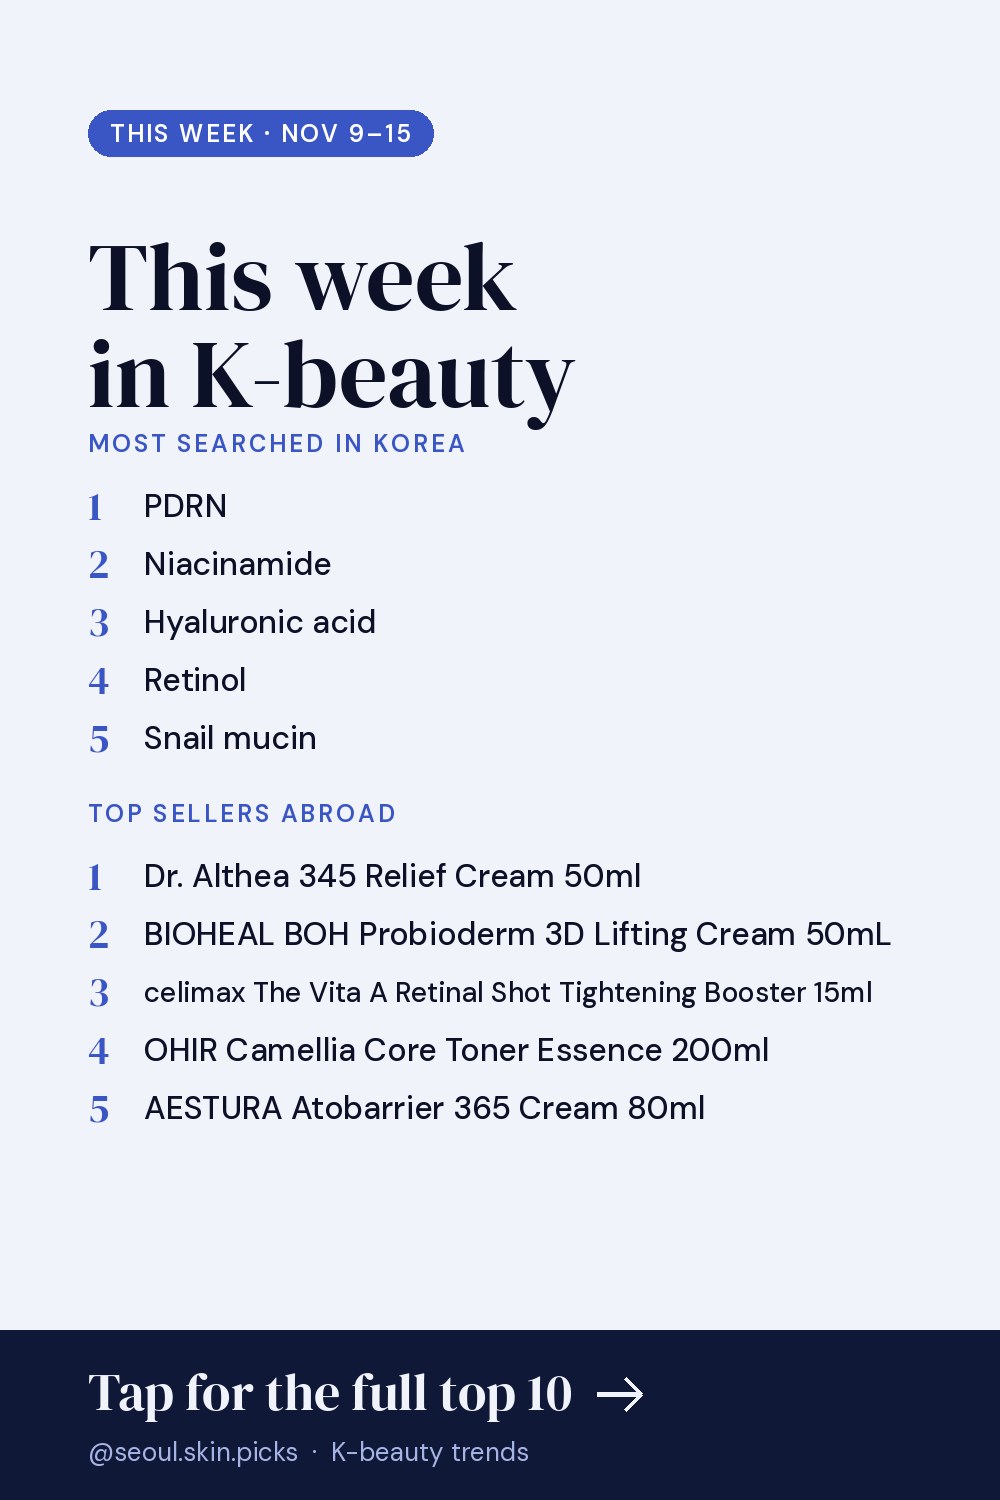 THIS WEEK · NOV 9–15
This week
in K-beauty
MOST SEARCHED IN KOREA
1 PDRN
2 Niacinamide
3 Hyaluronic acid
4 Retinol
5 Snail mucin
TOP SELLERS ABROAD
1 Dr. Althea 345 Relief Cream 50ml
2 BIOHEAL BOH Probioderm 3D Lifting Cream 50mL
3 celimax The Vita A Retinal Shot Tightening Booster 15ml
4 OHIR Camellia Core Toner Essence 200ml
5 AESTURA Atobarrier 365 Cream 80ml
Tap for the full top 10 →
@seoul.skin.picks · K-beauty trends